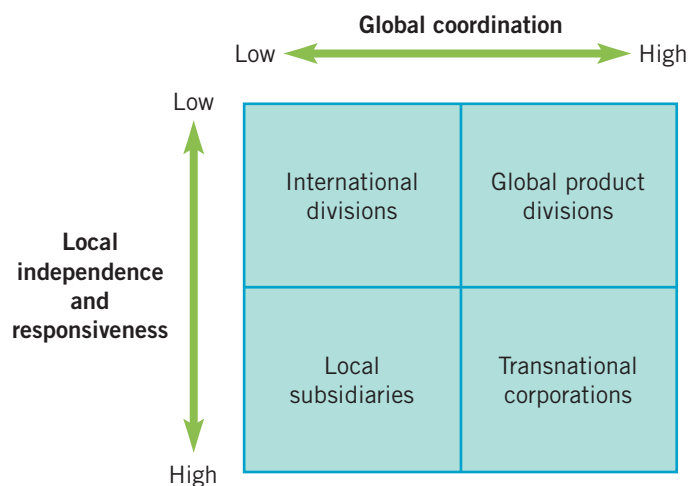 Global coordination
Low
High
Low
International
divisions
Global product
divisions
Local
independence
and
responsiveness
Local
subsidiaries
Transnational
corporations
High